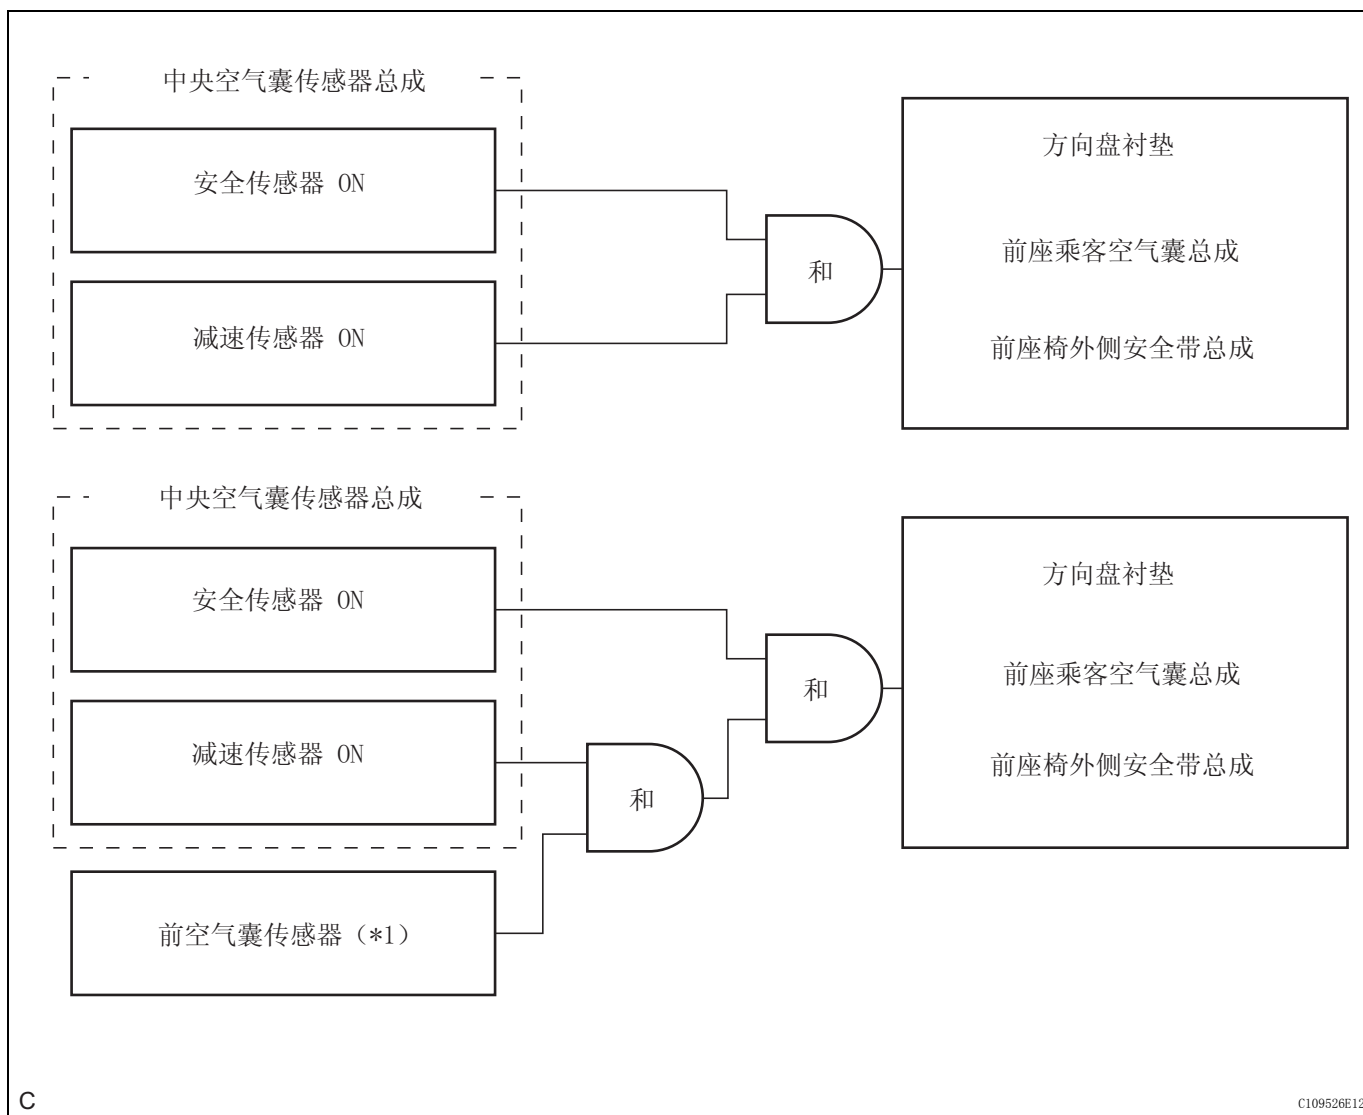 中央空气囊传感器总成
安全传感器 ON
减速传感器 ON
和
方向盘衬垫
前座乘客空气囊总成
前座椅外侧安全带总成
中央空气囊传感器总成
安全传感器 ON
减速传感器 ON
前空气囊传感器（*1）
和
和
方向盘衬垫
前座乘客空气囊总成
前座椅外侧安全带总成
C
C109526E12